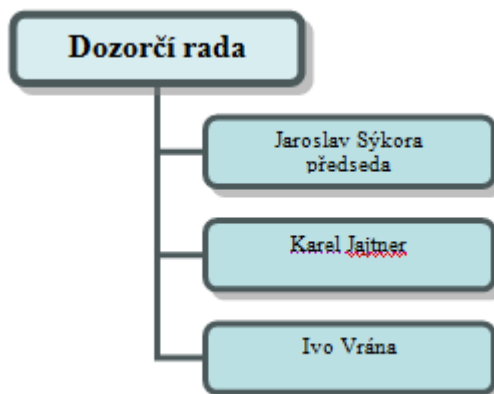 Dozorčí rada
Jaroslav Sýkora
předseda
Karel Jajtner
Ivo Vrána